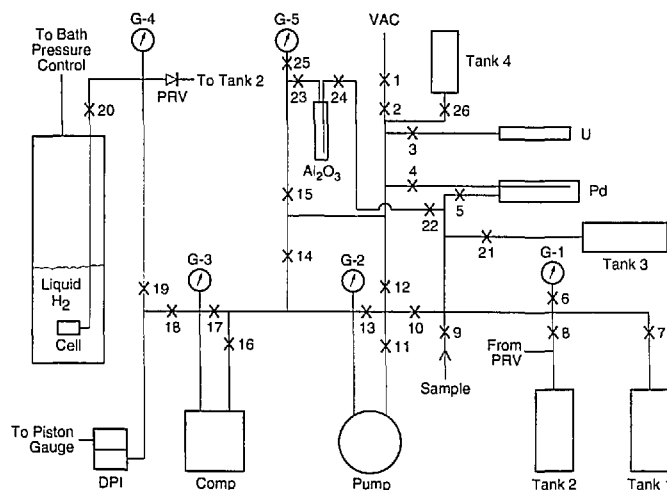 To Bath
Pressure
Control
G-4
G-5
VAC
Tank 4
25
To Tank 2
PRV
1
20
23
24
2
26
3
U
Al2O3
4
Pd
5
15
22
21
Tank 3
14
G-3
G-2
G-1
Liquid
H2
19
12
6
Cell
18
17
13
10
9
8
7
16
11
From
PRV
Sample
To Piston
Gauge
DPI
Comp
Pump
Tank 2
Tank 1